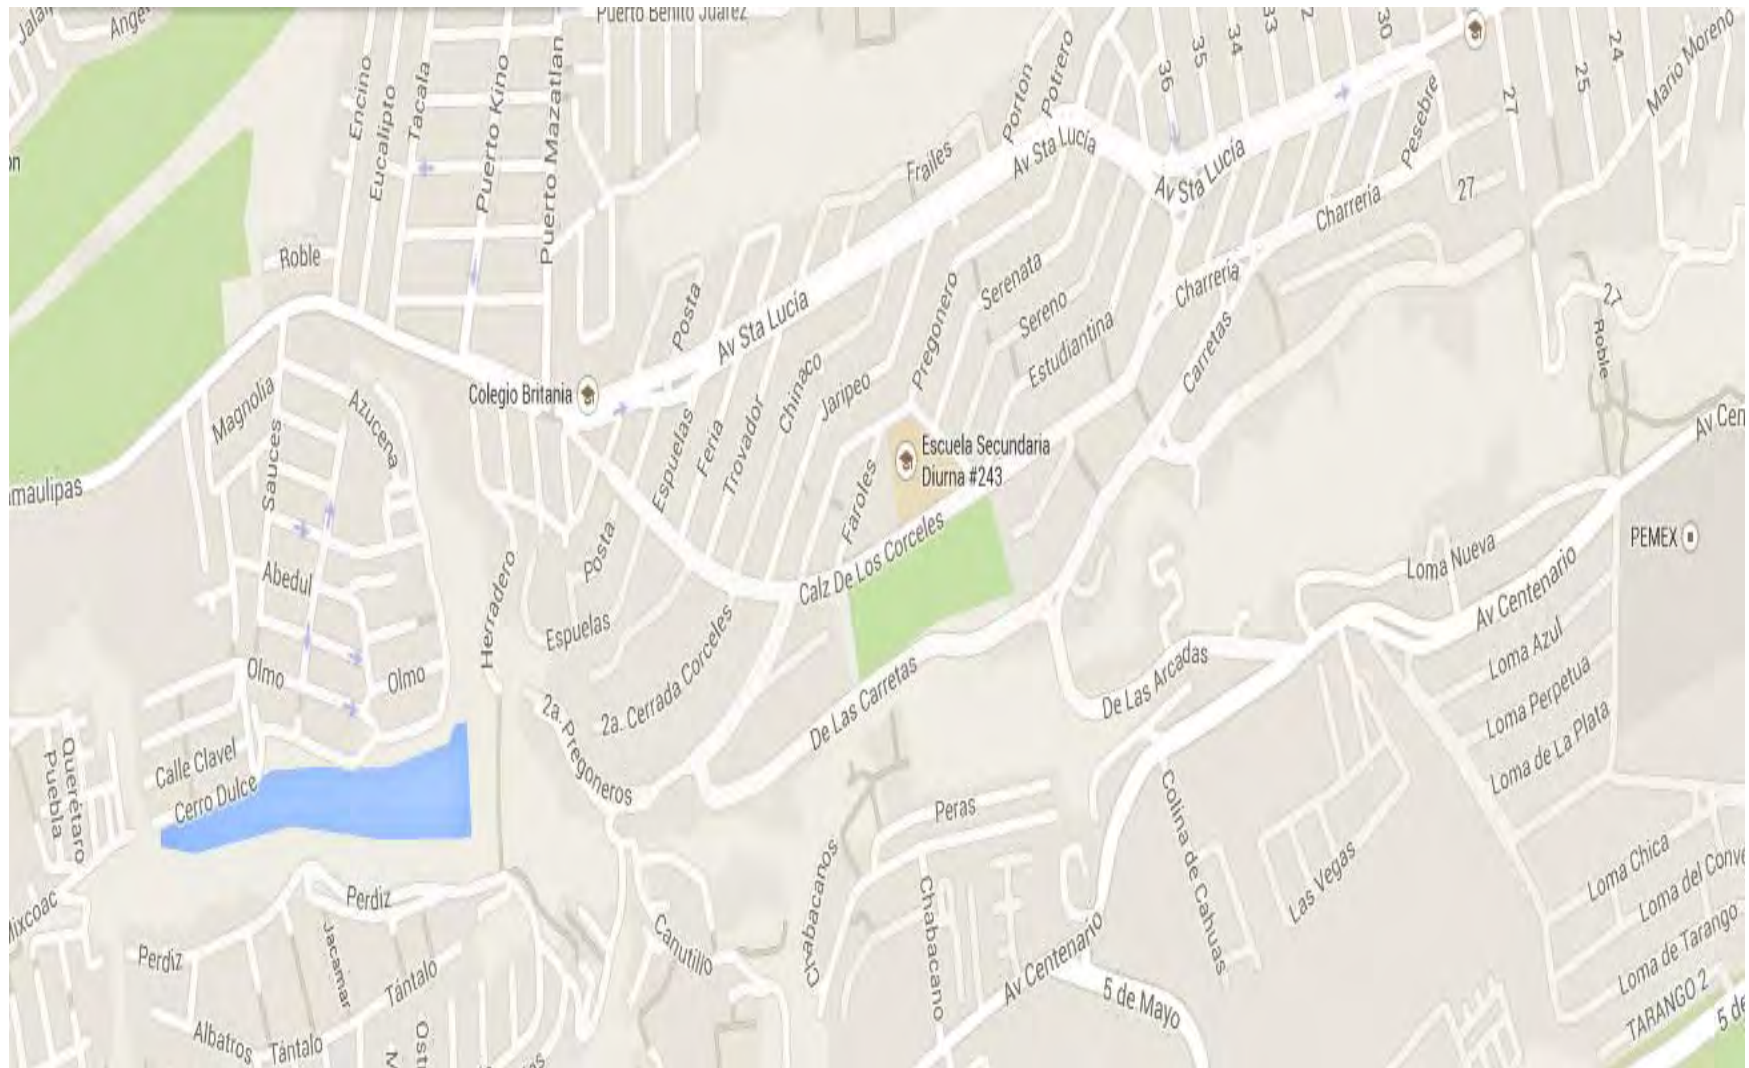 Puerto Benito Juárez
Encino
Eucalipto
Tacala
Puerto Kino
Puerto Mazatlan
Porton
Potrero
36
35
34
33
30
27
25
24
Mario Moreno
Pesebre
Frailes
Av Sta Lucía
Av Sta Lucía
27
Charrería
Roble
Posta
Av Sta Lucía
Pregonero
Serenata
Sereno
Estudiantina
Charrería
Carretas
27
Roble
Colegio Britania
Magnolia
Azucena
Sauces
Espuelas
Feria
Trovador
Chinaco
Jaripeo
Faroles
Escuela Secundaria
Diurna #243
Av Cen
amaulipas
PEMEX
Abedul
Herradero
Posta
Espuelas
Calz De Los Corceles
Loma Nueva
Av Centenario
Olmo
Olmo
2a. Cerrada Corceles
2a. Pregoneros
De Las Carretas
De Las Arcadas
Loma Azul
Loma Perpetua
Loma de La Plata
Querétaro
Puebla
Calle Clavel
Cerro Dulce
Peras
Colina de Cahuas
Las Vegas
Loma Chica
Loma del Conve
Loma de Tarango
TARANGO 2
5 de
Mixcoac
Perdiz
Perdiz
Jacamar
Tántalo
Albatros
Tántalo
Canutillo
Chabacanos
Chabacano
Av Centenario
5 de Mayo